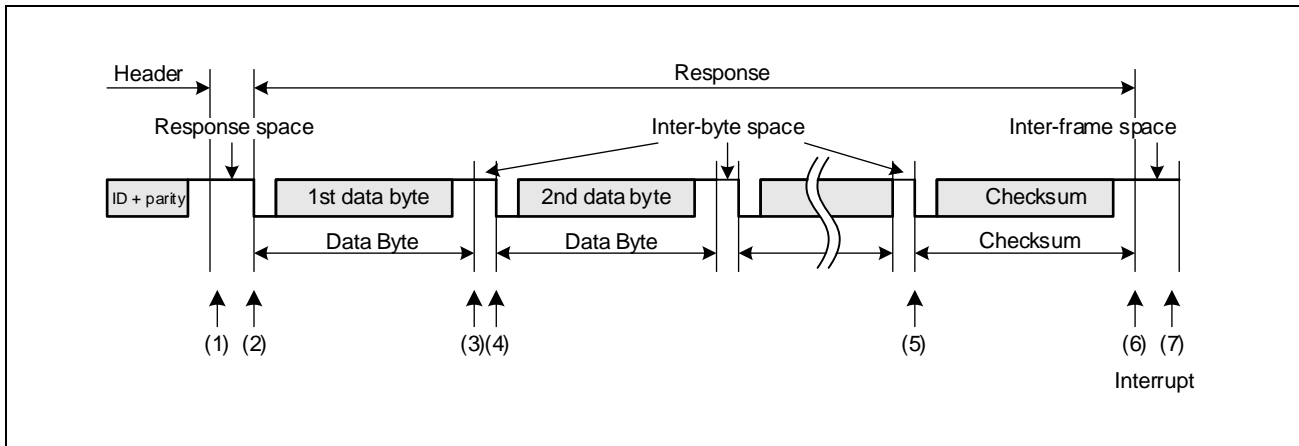 Header
Response
Response space
Inter-byte space
Inter-frame space
ID + parity
1st data byte
2nd data byte
Checksum
Data Byte
Data Byte
Checksum
(1)
(2)
(3)
(4)
(5)
(6)
(7)
Interrupt